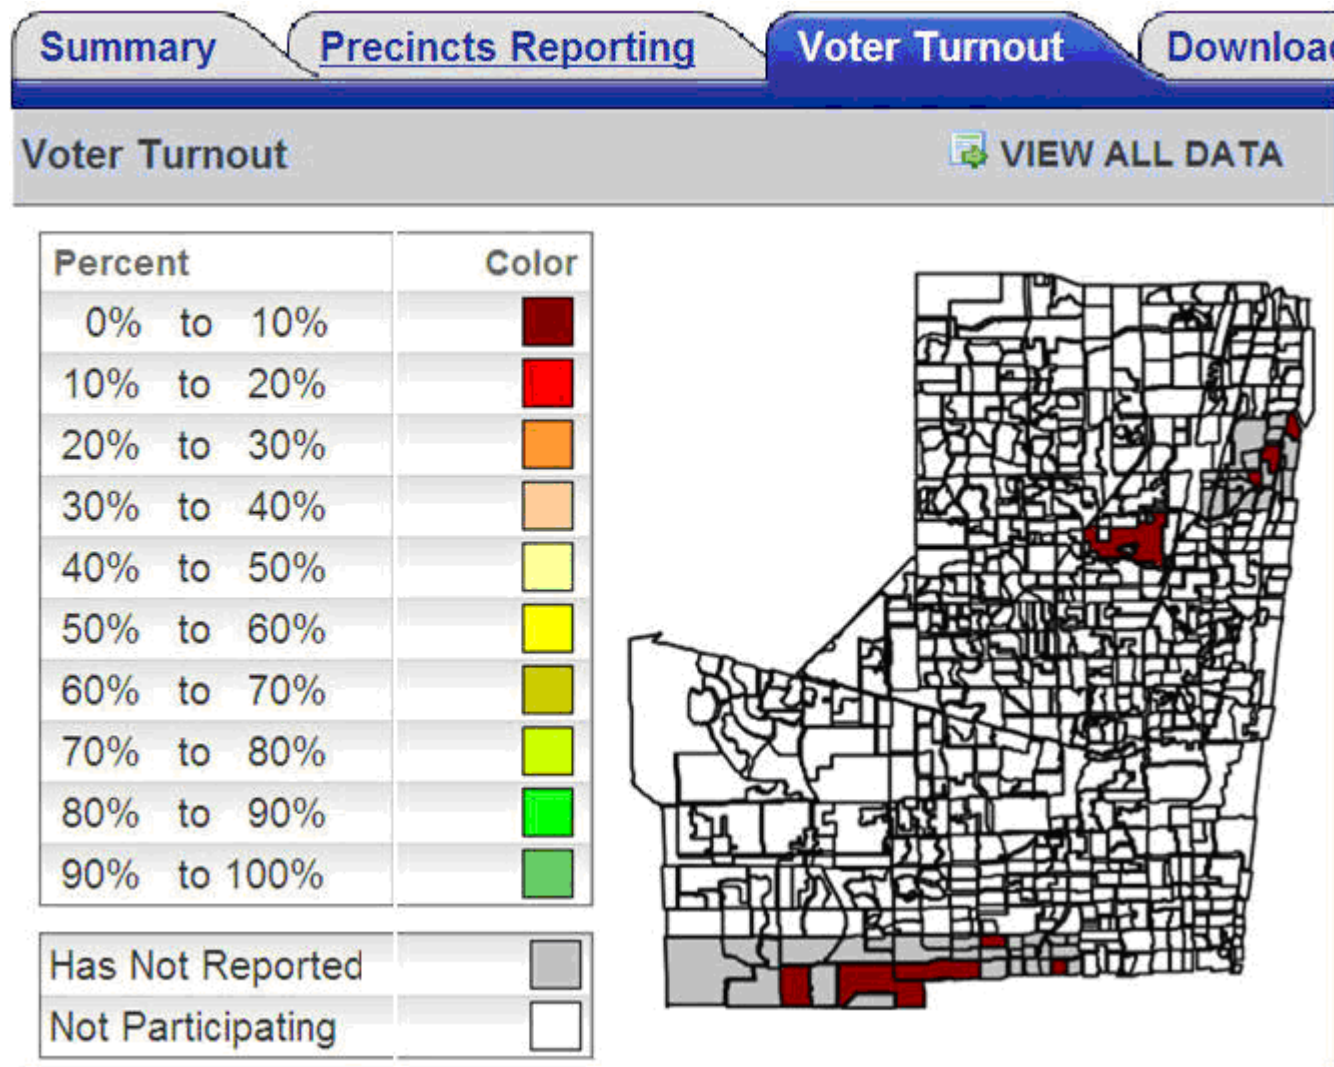 Summary Precincts Reporting Voter Turnout Download
Voter Turnout VIEW ALL DATA
Percent Color
0% to 10%
10% to 20%
20% to 30%
30% to 40%
40% to 50%
50% to 60%
60% to 70%
70% to 80%
80% to 90%
90% to 100%
Has Not Reported
Not Participating